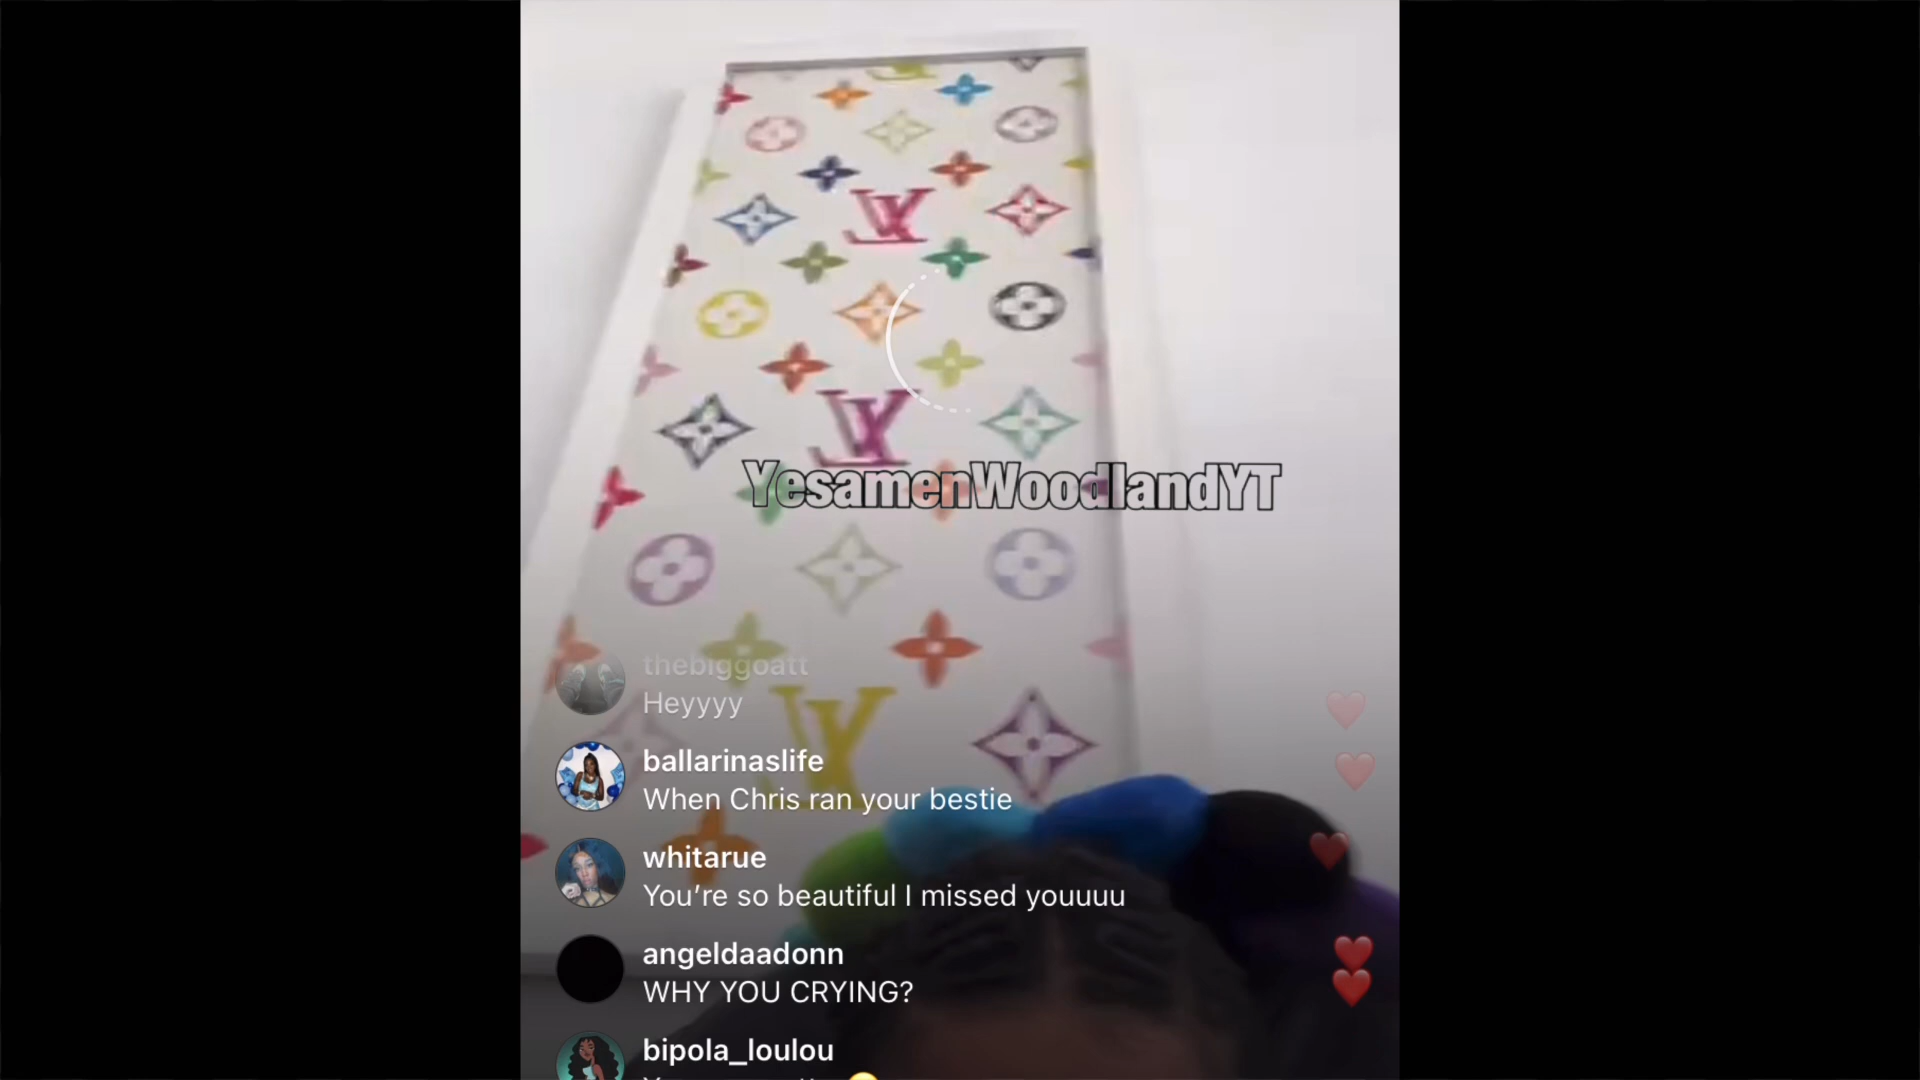 YesamenWoodlandYT
thebiggoatt
Heyyyy
ballarinaslife
When Chris ran your bestie
whitarue
You’re so beautiful I missed youuuu
angeldaadonn
WHY YOU CRYING?
bipola_loulou